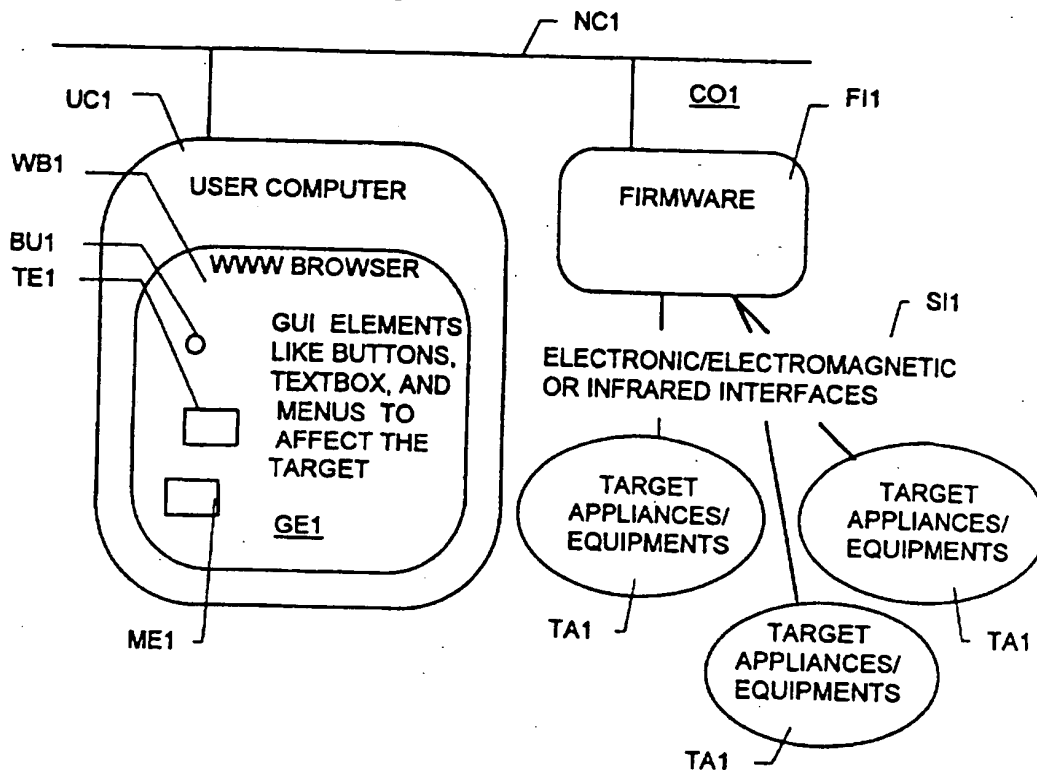 NC1
UC1
CO1
FI1
WB1
USER COMPUTER
FIRMWARE
BU1
TE1
WWW BROWSER
GUI ELEMENTS
LIKE BUTTONS,
TEXTBOX, AND
MENUS TO
AFFECT THE
TARGET
GE1
ME1
SI1
ELECTRONIC/ELECTROMAGNETIC
OR INFRARED INTERFACES
TARGET
APPLIANCES/
EQUIPMENTS
TA1
TARGET
APPLIANCES/
EQUIPMENTS
TA1
TARGET
APPLIANCES/
EQUIPMENTS
TA1